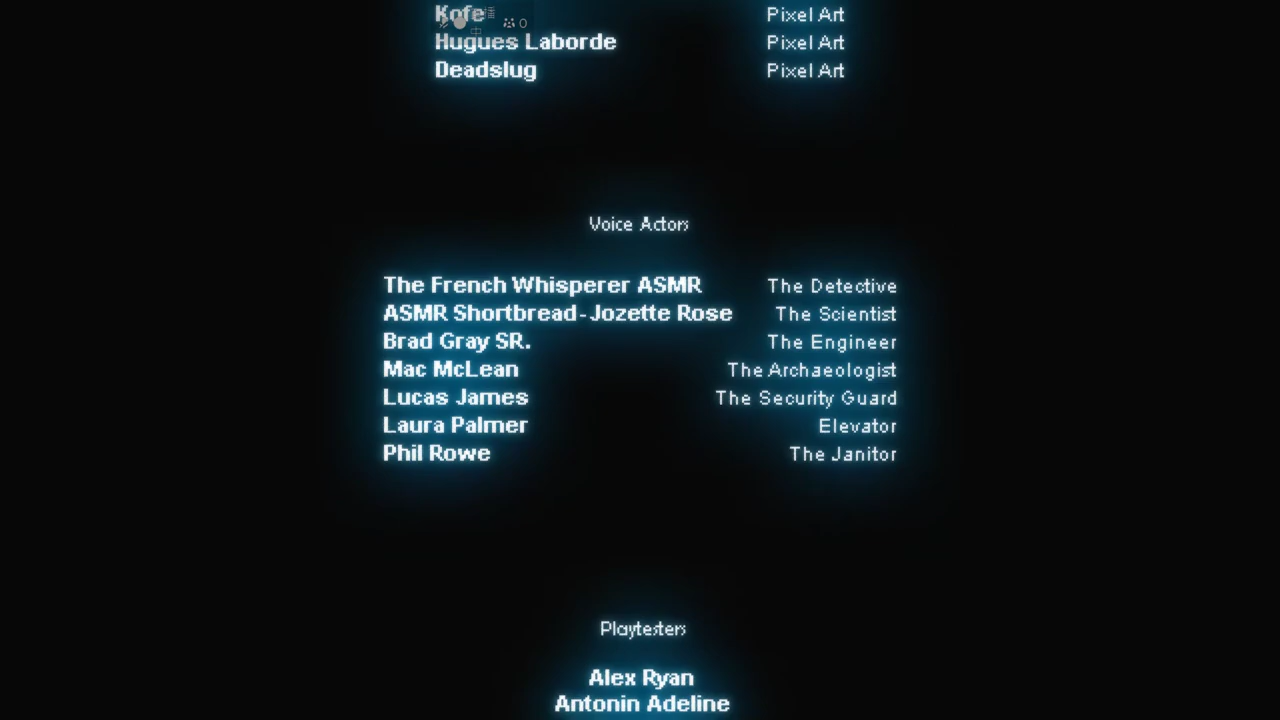 Kofe Pixel Art
0
Hugues Laborde Pixel Art
Deadslug Pixel Art
Voice Actors
The French Whisperer ASMR The Detective
ASMR Shortbread - Jozette Rose The Scientist
Brad Gray SR. The Engineer
Mac McLean The Archaeologist
Lucas James The Security Guard
Laura Palmer Elevator
Phil Rowe The Janitor
Playtesters
Alex Ryan
Antonin Adeline